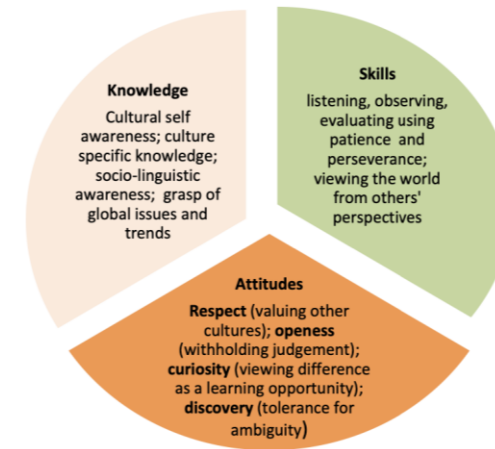 Knowledge
Cultural self
awareness; culture
specific knowledge;
socio-linguistic
awareness; grasp of
global issues and
trends
Skills
listening, observing,
evaluating using
patience and
perseverance;
viewing the world
from others'
perspectives
Attitudes
Respect (valuing other
cultures); openess
(withholding judgement);
curiosity (viewing difference
as a learning opportunity);
discovery (tolerance for
ambiguity)